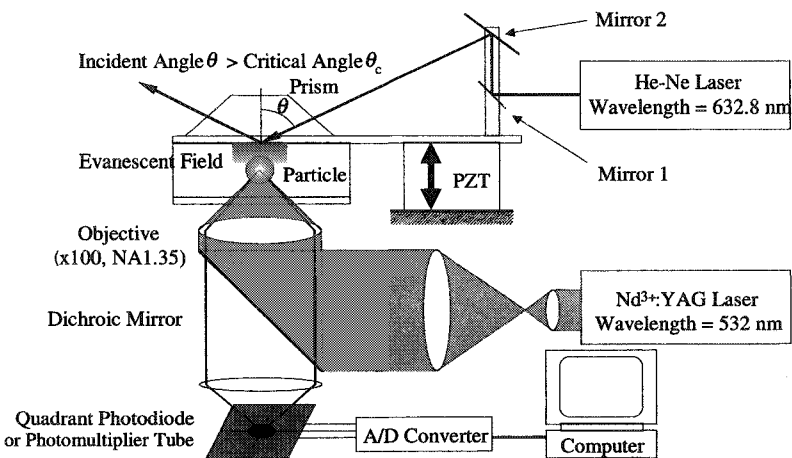 Mirror 2
Incident Angle θ > Critical Angle θc
Prism
θ
He-Ne Laser
Wavelength = 632.8 nm
Evanescent Field
Particle
PZT
Mirror 1
Objective
(x100, NA1.35)
Dichroic Mirror
Nd³⁺:YAG Laser
Wavelength = 532 nm
Quadrant Photodiode
or Photomultiplier Tube
A/D Converter
Computer